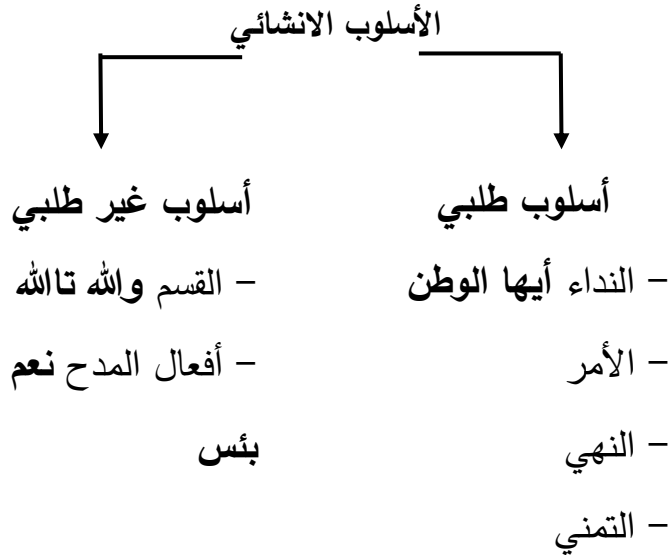 الأسلوب الانشائي
أسلوب طلبي
– النداء أيها الوطن
– الأمر
– النهي
– التمني
أسلوب غير طلبي
– القسم والله تاالله
– أفعال المدح نعم
بئس